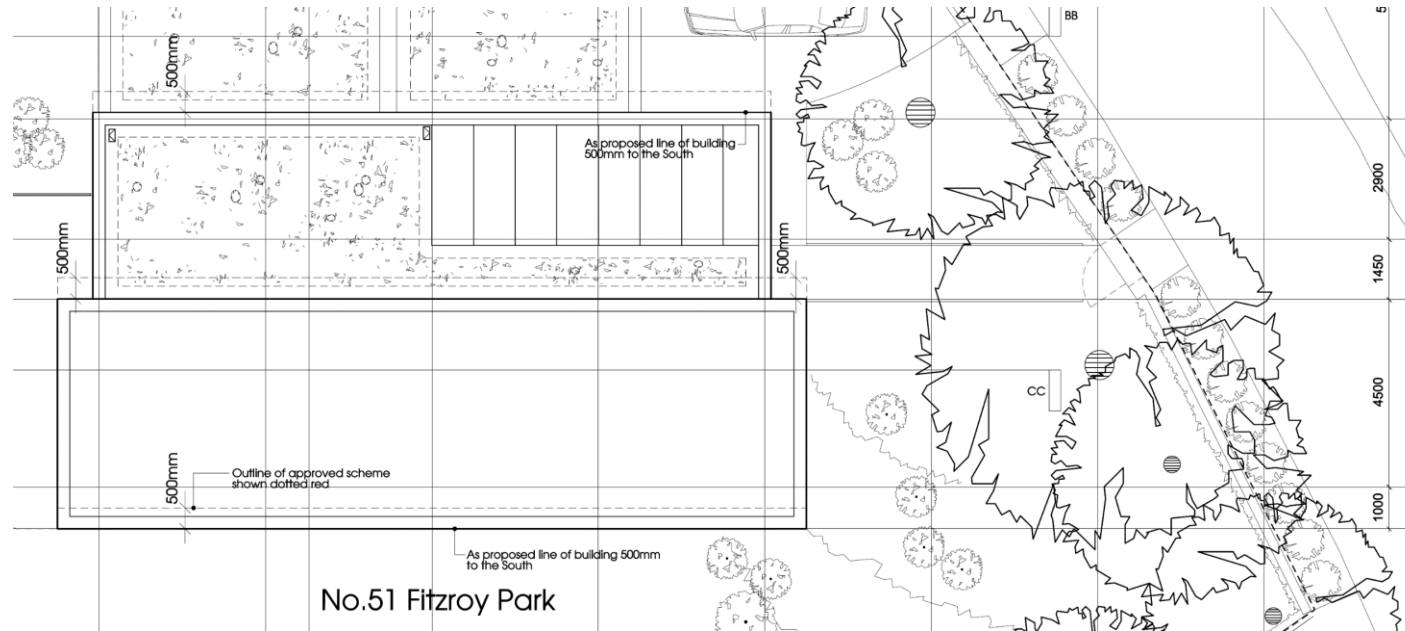 BB
5
500mm
As proposed line of building
500mm to the South
2900
500mm
500mm
1450
CC
4500
Outline of approved scheme
shown dotted red
500mm
1000
As proposed line of building 500mm
to the South
No.51 Fitzroy Park